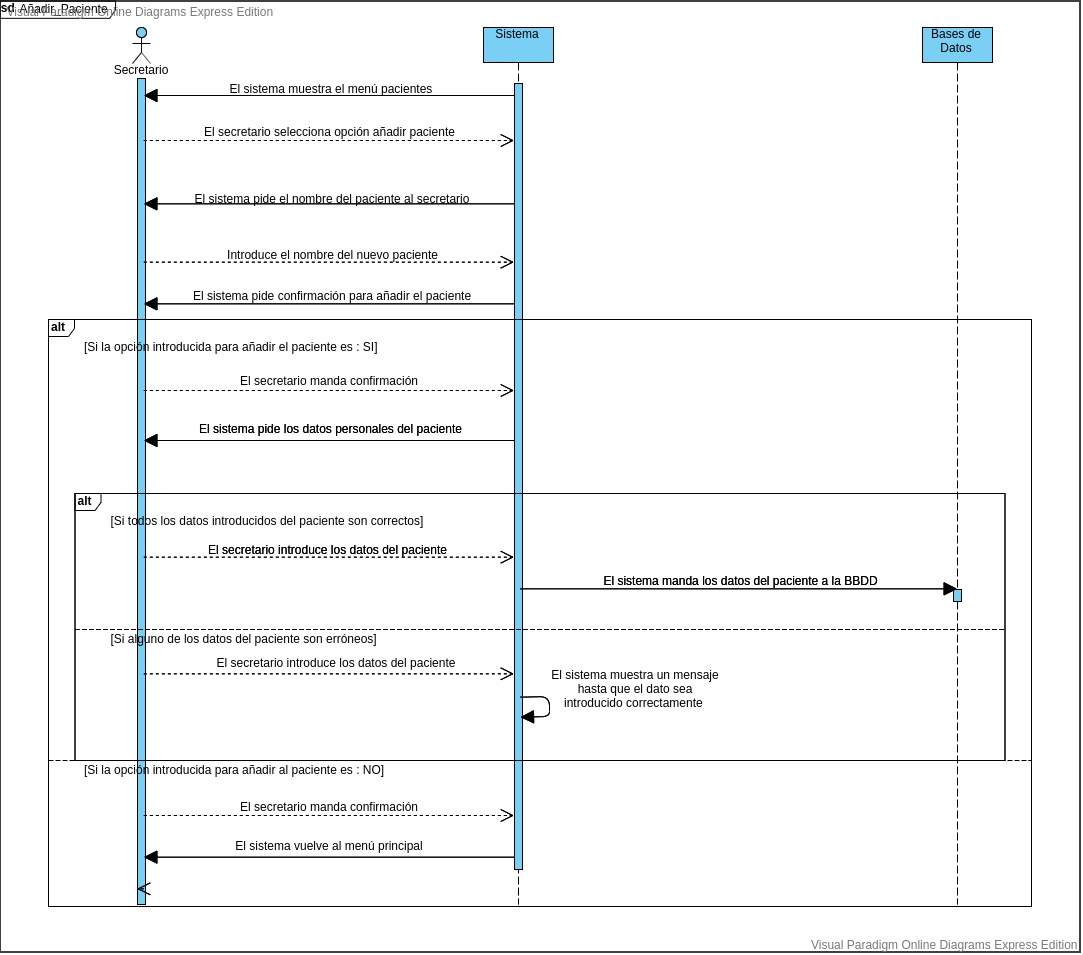 sd Añadir_Paciente
Visual Paradigm Online Diagrams Express Edition
Secretario
Sistema
Bases de
Datos
El sistema muestra el menú pacientes
El secretario selecciona opción añadir paciente
El sistema pide el nombre del paciente al secretario
Introduce el nombre del nuevo paciente
El sistema pide confirmación para añadir el paciente
alt
[Si la opción introducida para añadir el paciente es : SI]
El secretario manda confirmación
El sistema pide los datos personales del paciente
alt
[Si todos los datos introducidos del paciente son correctos]
El secretario introduce los datos del paciente
El sistema manda los datos del paciente a la BBDD
[Si alguno de los datos del paciente son erróneos]
El secretario introduce los datos del paciente
El sistema muestra un mensaje
hasta que el dato sea
introducido correctamente
[Si la opción introducida para añadir al paciente es : NO]
El secretario manda confirmación
El sistema vuelve al menú principal
Visual Paradigm Online Diagrams Express Edition